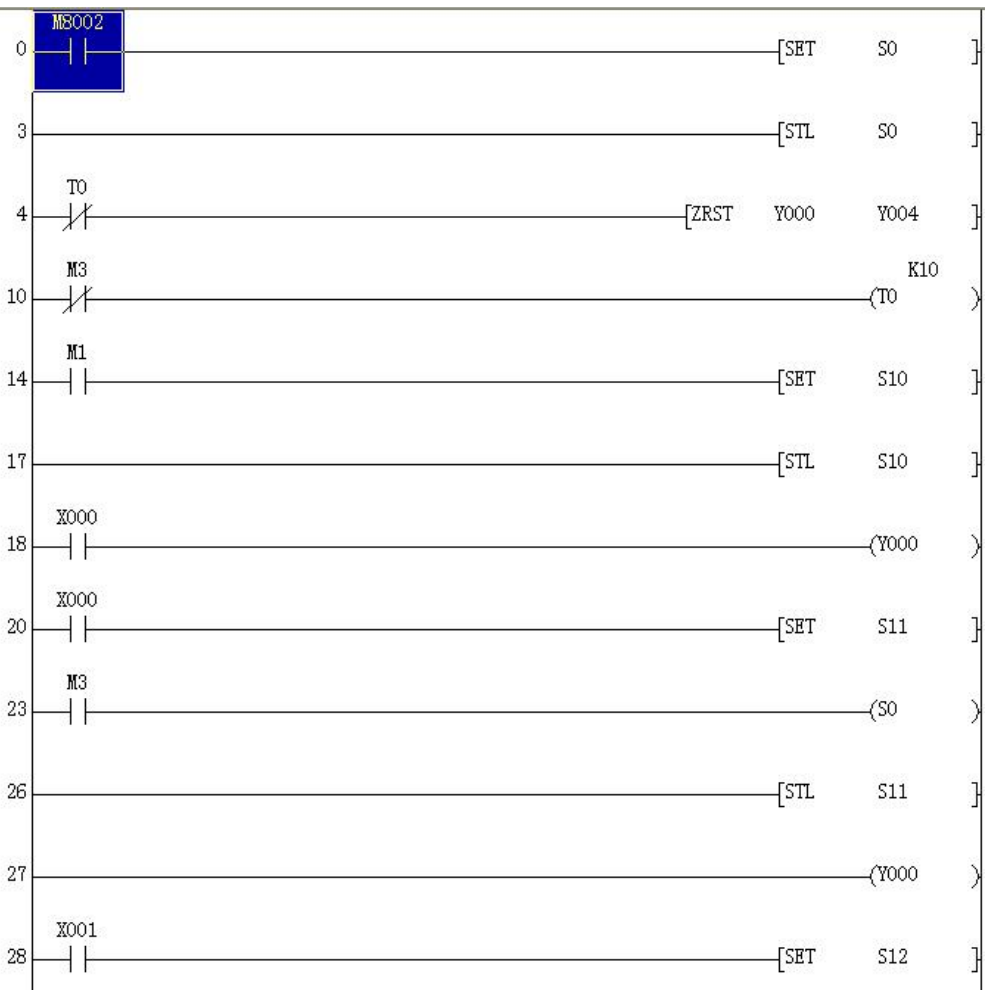 M8002
0 [SET S0 ]
3 [STL S0 ]
T0
4 [ZRST Y000 Y004 ]
M3 K10
10 (T0 )
M1
14 [SET S10 ]
17 [STL S10 ]
X000
18 (Y000 )
X000
20 [SET S11 ]
M3
23 (S0 )
26 [STL S11 ]
27 (Y000 )
X001
28 [SET S12 ]